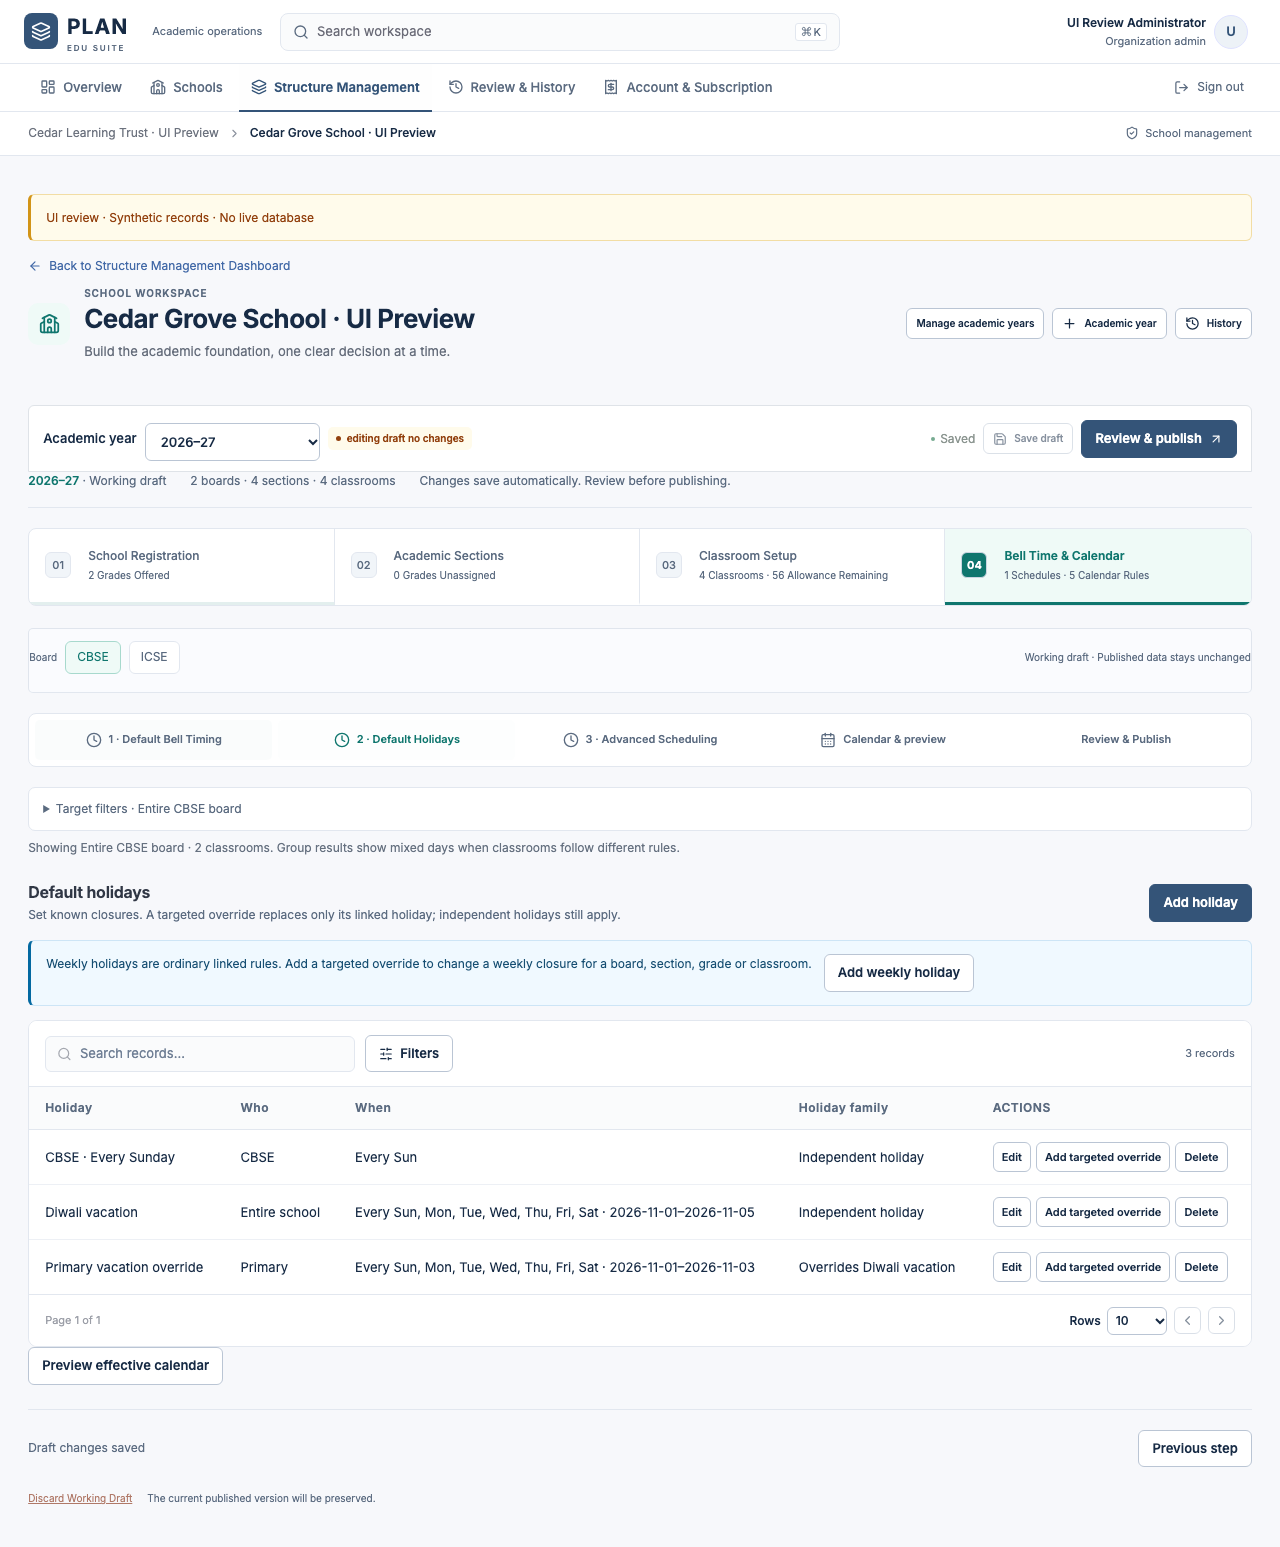 PLAN
EDU SUITE
Academic operations
Search workspace
⌘K
UI Review Administrator
Organization admin
U
Overview
Schools
Structure Management
Review & History
Account & Subscription
Sign out
Cedar Learning Trust · UI Preview
Cedar Grove School · UI Preview
School management
UI review · Synthetic records · No live database
Back to Structure Management Dashboard
SCHOOL WORKSPACE
Cedar Grove School · UI Preview
Build the academic foundation, one clear decision at a time.
Manage academic years
Academic year
History
Academic year
2026–27
editing draft no changes
Saved
Save draft
Review & publish
2026–27 · Working draft
2 boards · 4 sections · 4 classrooms
Changes save automatically. Review before publishing.
01
School Registration
2 Grades Offered
02
Academic Sections
0 Grades Unassigned
03
Classroom Setup
4 Classrooms · 56 Allowance Remaining
04
Bell Time & Calendar
1 Schedules · 5 Calendar Rules
Board
CBSE
ICSE
Working draft · Published data stays unchanged
1 · Default Bell Timing
2 · Default Holidays
3 · Advanced Scheduling
Calendar & preview
Review & Publish
Target filters · Entire CBSE board
Showing Entire CBSE board · 2 classrooms. Group results show mixed days when classrooms follow different rules.
Default holidays
Set known closures. A targeted override replaces only its linked holiday; independent holidays still apply.
Add holiday
Weekly holidays are ordinary linked rules. Add a targeted override to change a weekly closure for a board, section, grade or classroom.
Add weekly holiday
Search records...
Filters
3 records
Holiday Who When Holiday family ACTIONS
CBSE · Every Sunday CBSE Every Sun Independent holiday Edit Add targeted override Delete
Diwali vacation Entire school Every Sun, Mon, Tue, Wed, Thu, Fri, Sat · 2026-11-01–2026-11-05 Independent holiday Edit Add targeted override Delete
Primary vacation override Primary Every Sun, Mon, Tue, Wed, Thu, Fri, Sat · 2026-11-01–2026-11-03 Overrides Diwali vacation Edit Add targeted override Delete
Page 1 of 1
Rows
10
Preview effective calendar
Draft changes saved
Previous step
Discard Working Draft
The current published version will be preserved.